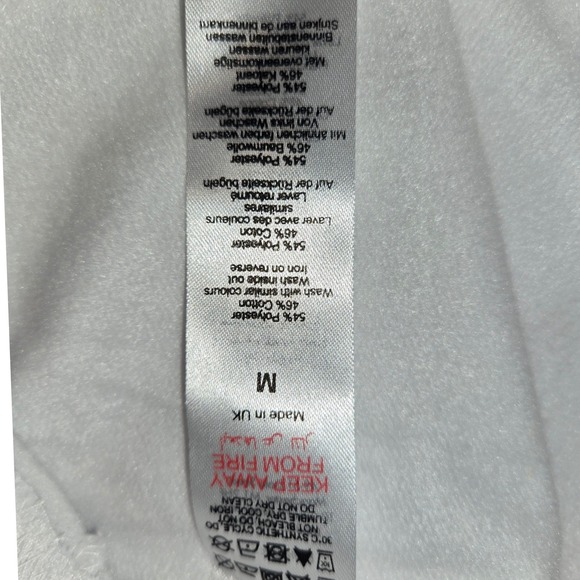 30°C SYNTHETIC CYCLE, DO
NOT BLEACH, DO NOT
TUMBLE DRY, COOL IRON
DO NOT DRY CLEAN
KEEP AWAY
FROM FIRE
Made in UK
M
54% Polyester
46% Cotton
Wash with similar colours
Wash inside out
Iron on reverse
54% Polyester
46% Coton
Laver avec des couleurs
similaires
Laver retourné
Auf der Rückseite bügeln
54% Polyester
46% Baumwolle
Mit ähnlichen farben waschen
Von links Waschen
Auf der Rückseite bügeln
54% Polyester
46% Katoen
Met overeenkomstige
kleuren wassen
Binnenstebuiten wassen
Strijken aan de binnenkant